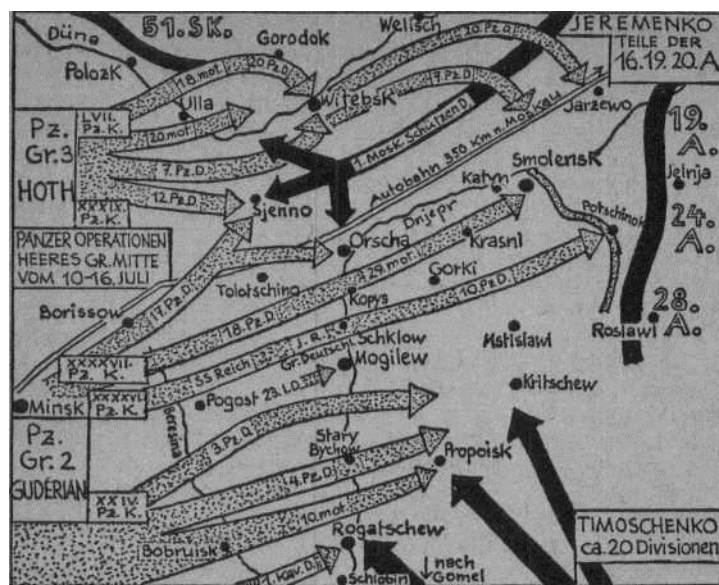 51. SK.
Welisch
JEREMENKO
TEILE DER
16.19.20.A
Düna
Polozk
Gorodok
18.mot.
20.Pz.D.
20.Pz.D.
7.Pz.D.
LVII.
Pz.K.
Ulla
Witebsk
Jarzewo
20.mot.
Pz.
Gr.3
HOTH
7.Pz.D.
1.Mosk.Schützen D.
Autobahn 350 Km n. Moskau
19.
A.
Smolensk
Katyn
Jelnja
XXXIX.
Pz.K.
12.Pz.D.
Sjenno
Dnjepr
Potschinok
24.
A.
PANZER OPERATIONEN
HEERES GR. MITTE
VOM 10-16. JULI
Orscha
Krasni
29.mot.
Tolotschino
Gorki
10.Pz.D.
Kopys
17.Pz.D.
Borissow
18.Pz.D.
28.
A.
Roslawl
Mstislawl
XXXXVII.
Pz.K.
SS Reich
J.R.
Gr. Deutschl.
Schklow
Mogilew
Minsk
XXXXVI.
Pz.K.
Pogost
23.I.D.
Kritschew
Beresina
Pz.
Gr.2
GUDERIAN
3.Pz.D.
Stary
Bychow
Propoisk
XXIV.
Pz.K.
4.Pz.D.
10.mot.
TIMOSCHENKO
ca. 20 Divisionen
Bobruisk
Rogatschew
1. Kav.D.
Schlobin
nach
Gomel